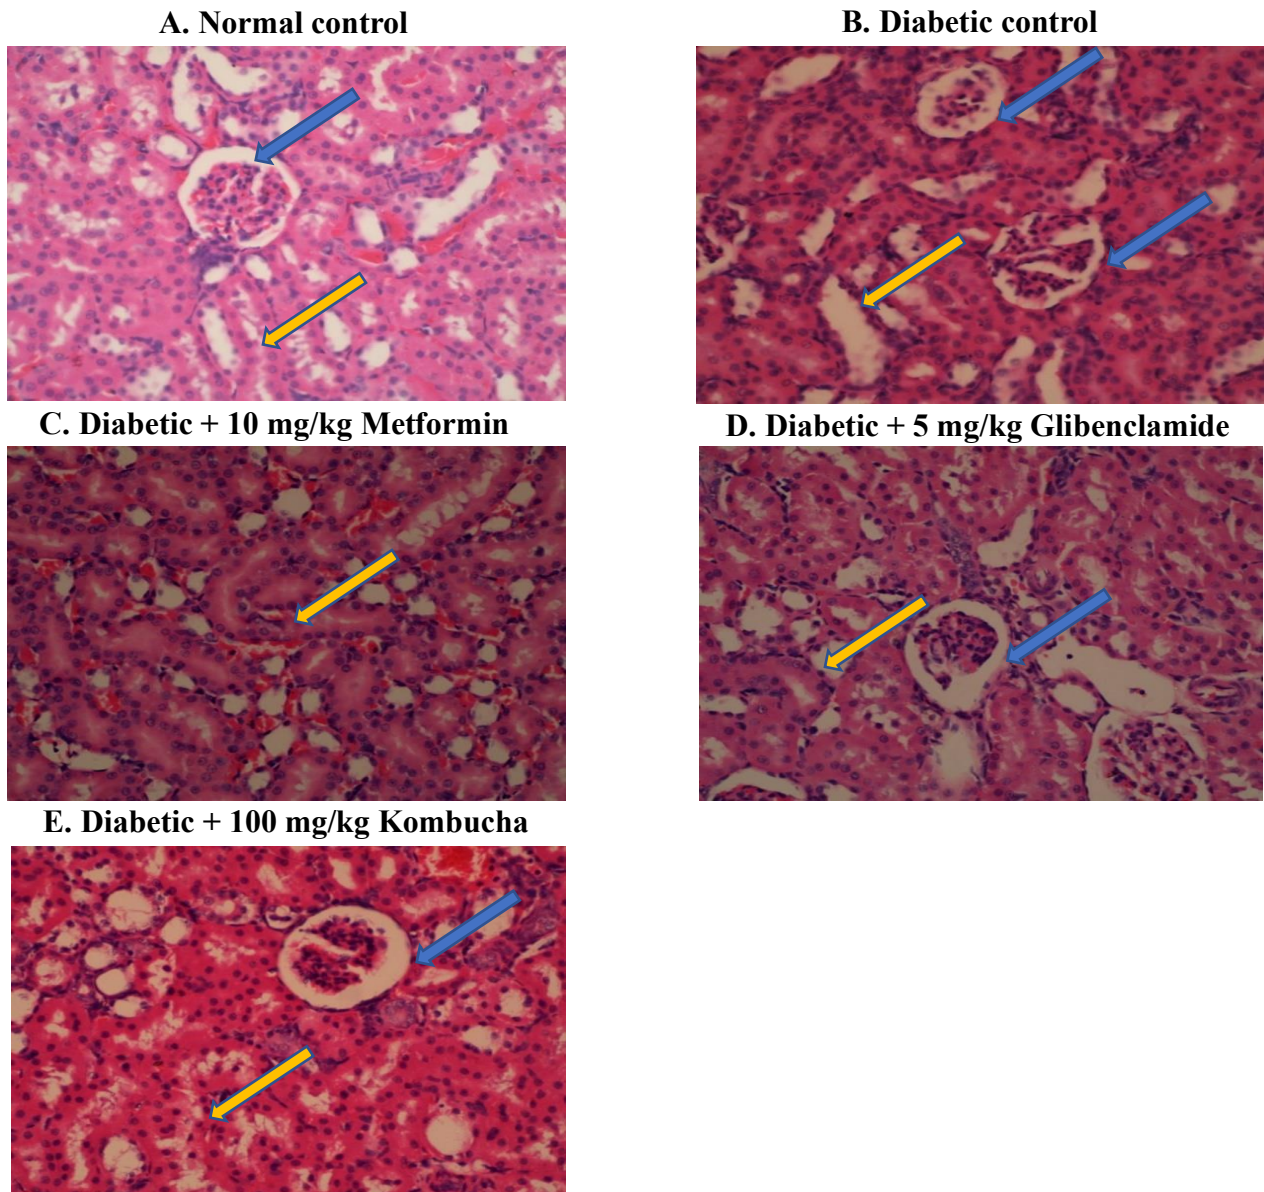 A. Normal control
B. Diabetic control
C. Diabetic + 10 mg/kg Metformin
D. Diabetic + 5 mg/kg Glibenclamide
E. Diabetic + 100 mg/kg Kombucha